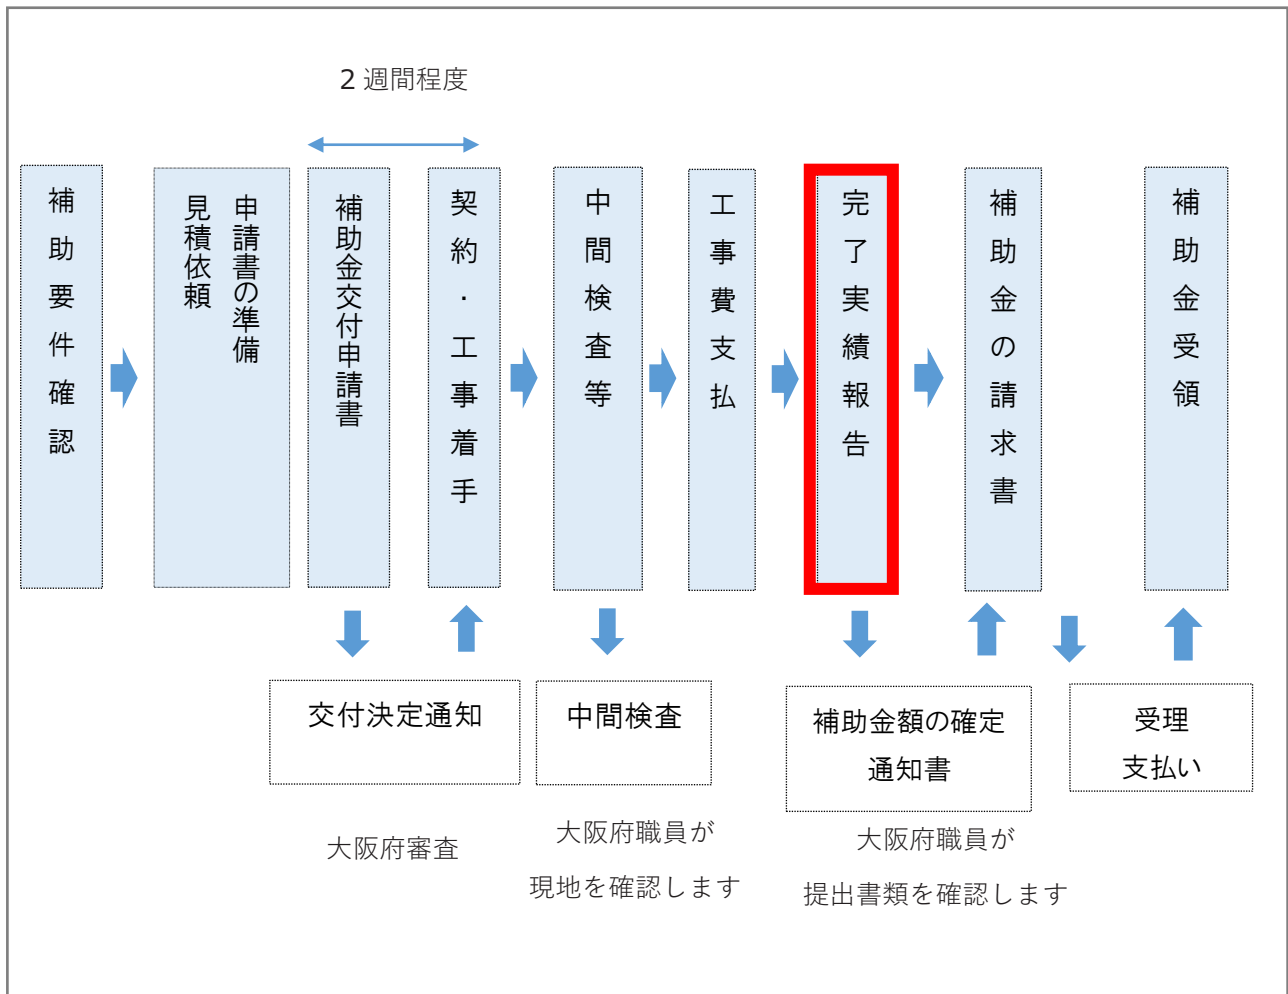 2 週間程度
補助要件確認
申請書の準備
見積依頼
補助金交付申請書
契約・工事着手
中間検査等
工事費支払
完了実績報告
補助金の請求書
補助金受領
交付決定通知
中間検査
補助金額の確定
通知書
受理
支払い
大阪府審査
大阪府職員が
現地を確認します
大阪府職員が
提出書類を確認します